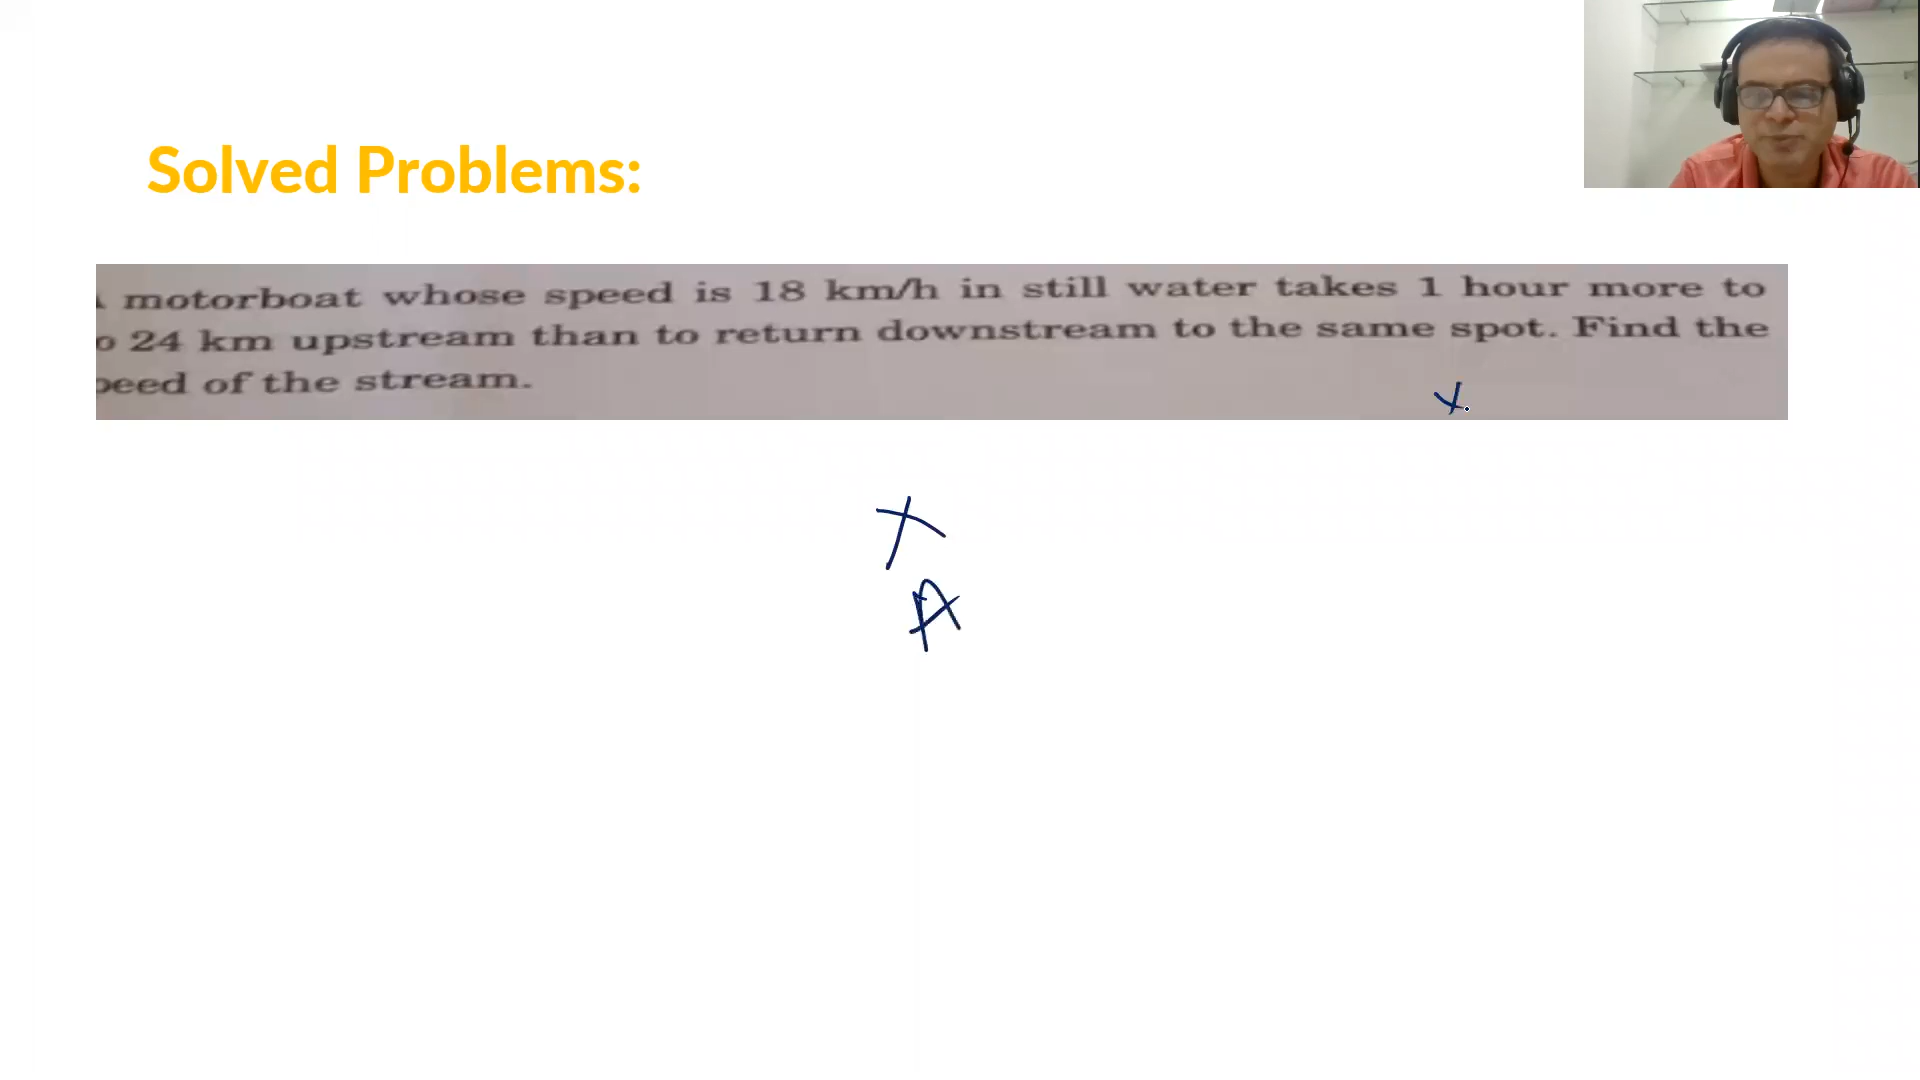 Solved Problems:
motorboat whose speed is 18 km/h in still water takes 1 hour more to
24 km upstream than to return downstream to the same spot. Find the
of the stream.
X
A